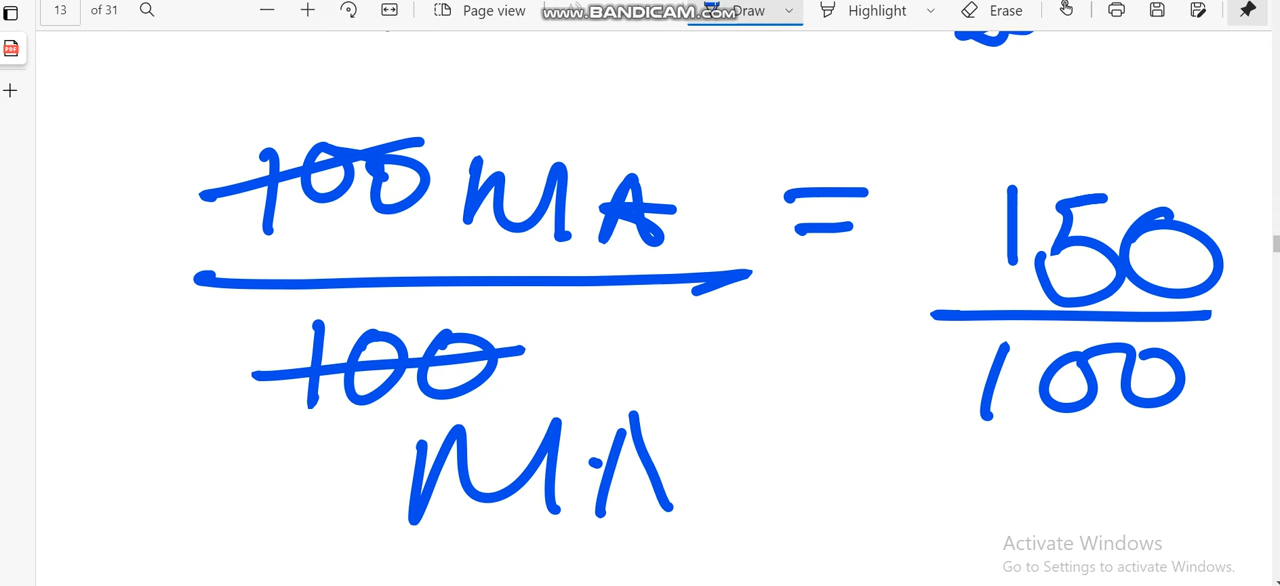 13 of 31 Page view Draw Highlight Erase
www.BANDICAM.com
100 MA = 150
100 100
MA
Activate Windows
Go to Settings to activate Windows.